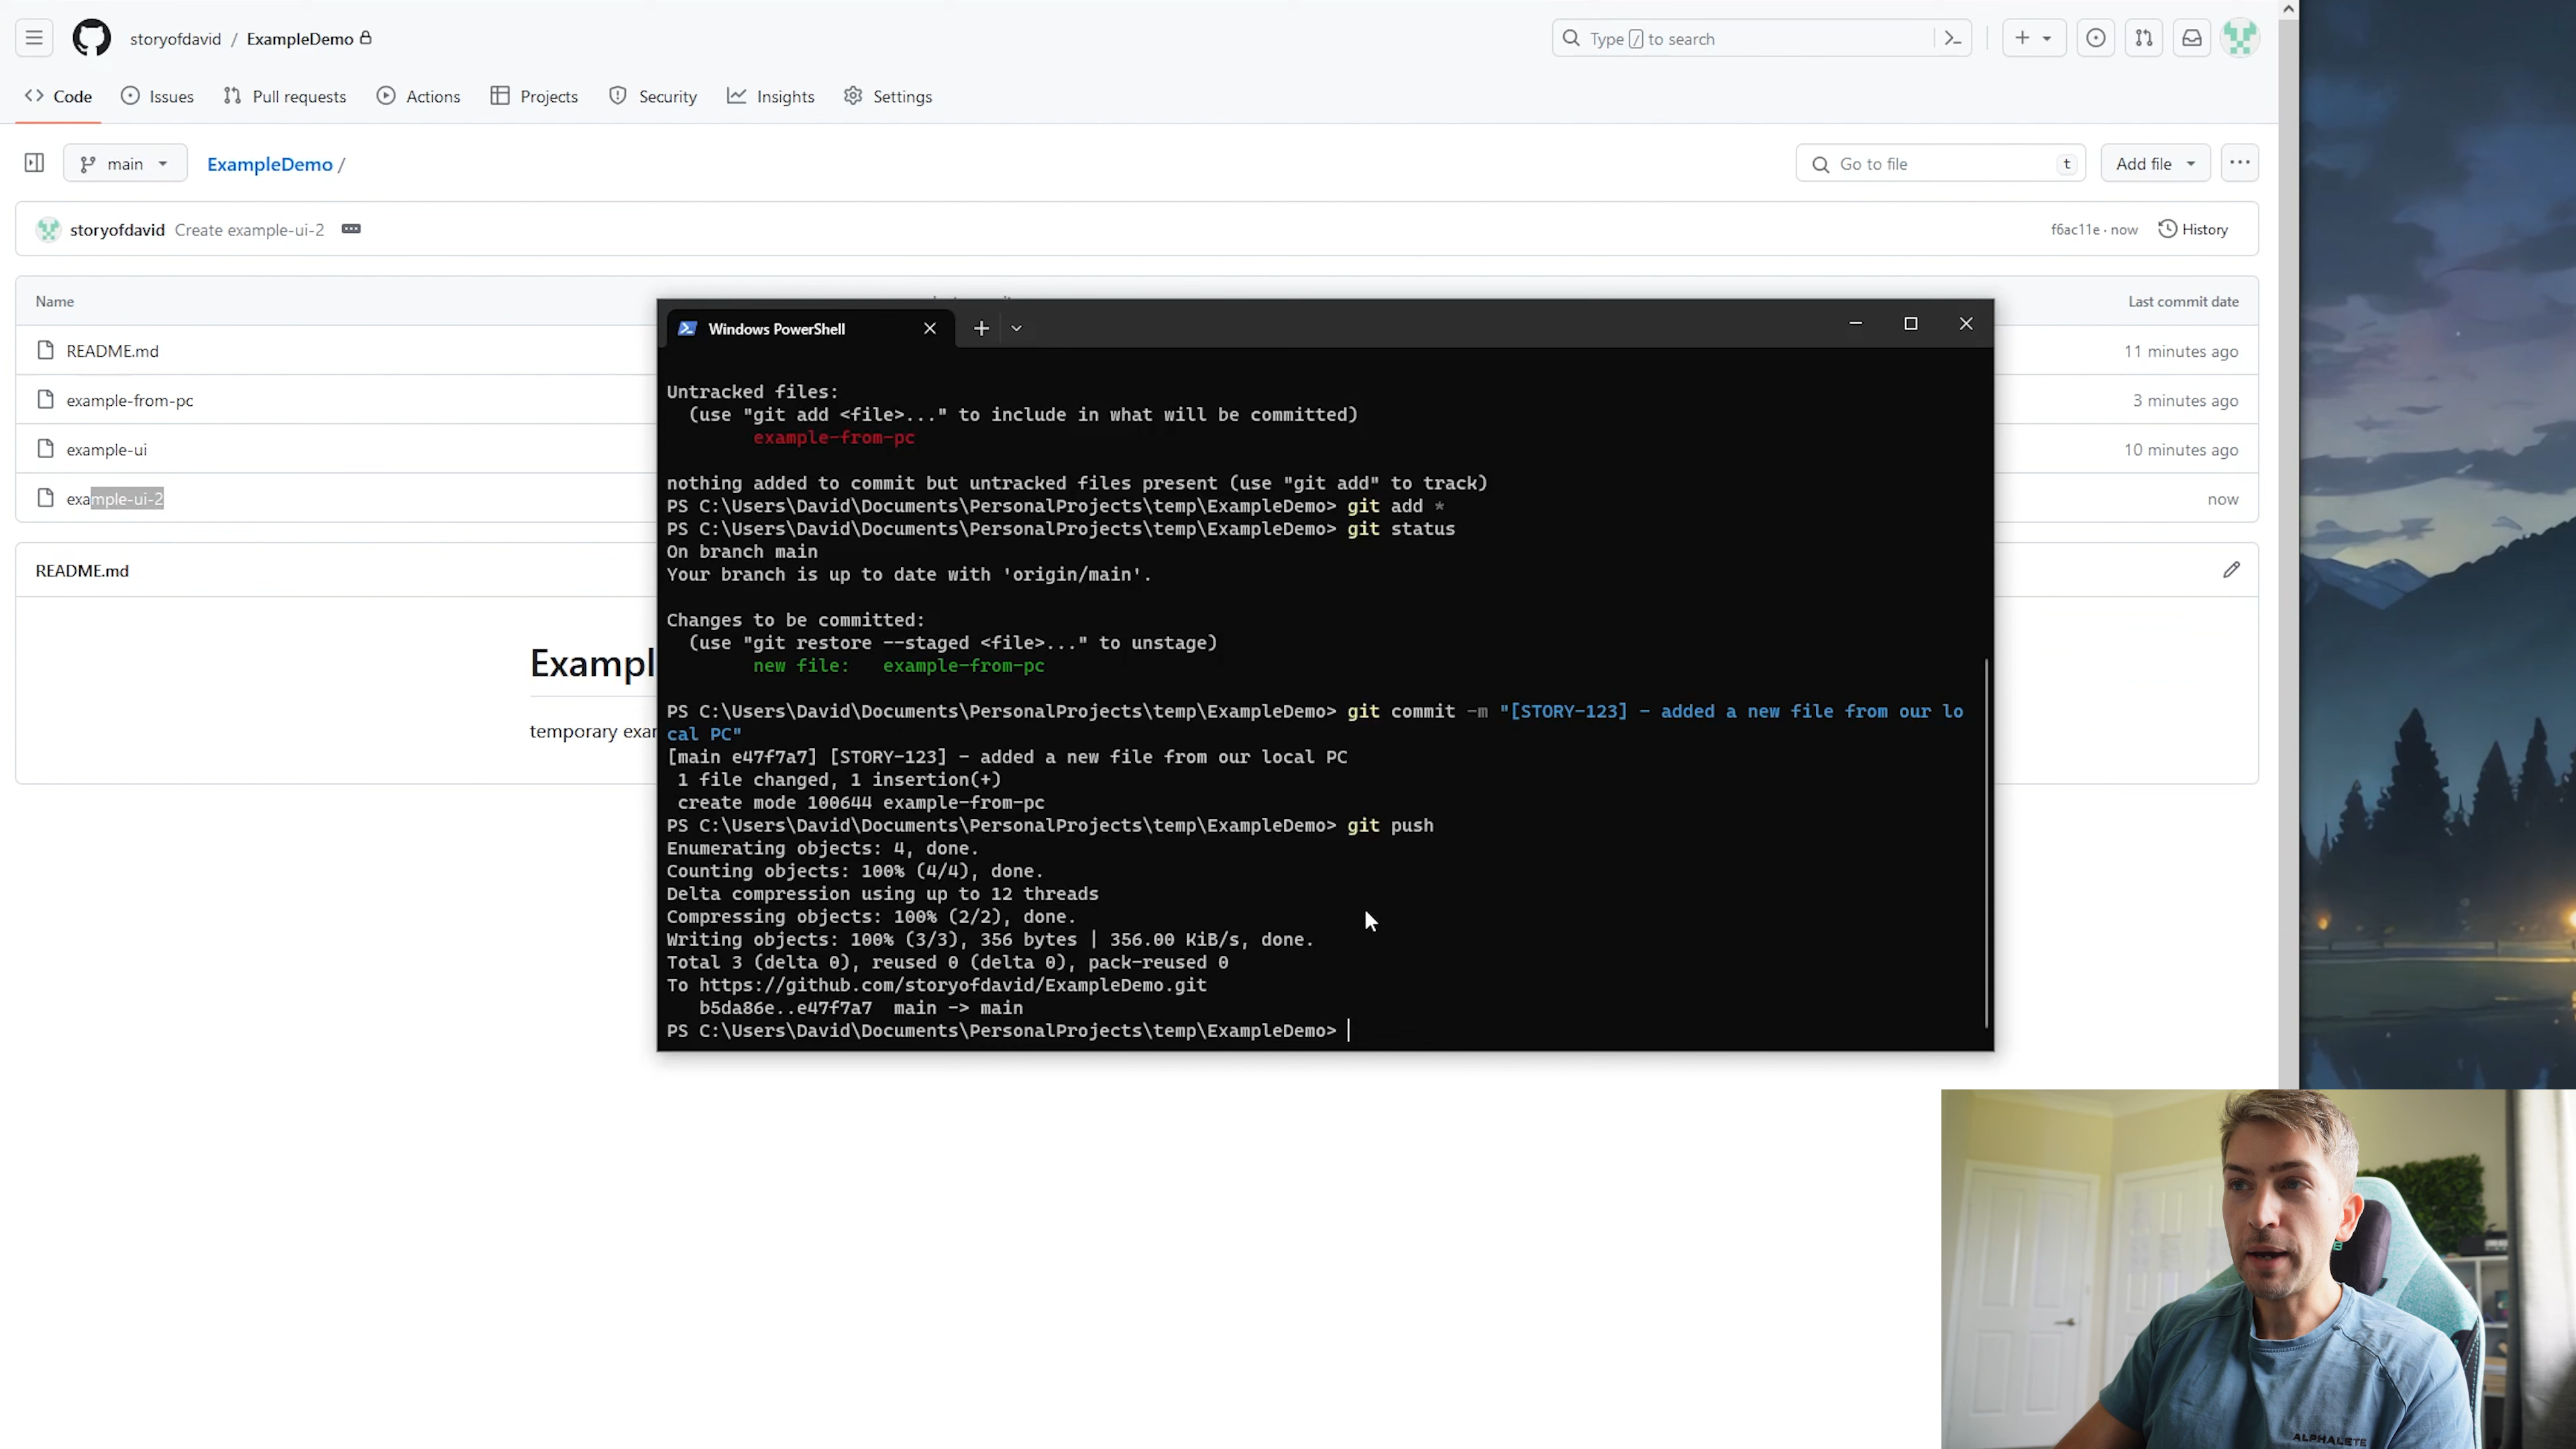 storyofdavid / ExampleDemo
Type / to search
Code
Issues
Pull requests
Actions
Projects
Security
Insights
Settings
main
ExampleDemo /
Go to file
t
Add file
storyofdavid Create example-ui-2
f6ac11e · now
History
Name
Last commit date
README.md
11 minutes ago
example-from-pc
3 minutes ago
example-ui
10 minutes ago
example-ui-2
now
README.md
Exampl
temporary exa
Windows PowerShell
Untracked files:
(use "git add <file>..." to include in what will be committed)
example-from-pc
nothing added to commit but untracked files present (use "git add" to track)
PS C:\Users\David\Documents\PersonalProjects\temp\ExampleDemo> git add *
PS C:\Users\David\Documents\PersonalProjects\temp\ExampleDemo> git status
On branch main
Your branch is up to date with 'origin/main'.
Changes to be committed:
(use "git restore --staged <file>..." to unstage)
new file: example-from-pc
PS C:\Users\David\Documents\PersonalProjects\temp\ExampleDemo> git commit -m "[STORY-123] - added a new file from our lo
cal PC"
[main e47f7a7] [STORY-123] - added a new file from our local PC
1 file changed, 1 insertion(+)
create mode 100644 example-from-pc
PS C:\Users\David\Documents\PersonalProjects\temp\ExampleDemo> git push
Enumerating objects: 4, done.
Counting objects: 100% (4/4), done.
Delta compression using up to 12 threads
Compressing objects: 100% (2/2), done.
Writing objects: 100% (3/3), 356 bytes | 356.00 KiB/s, done.
Total 3 (delta 0), reused 0 (delta 0), pack-reused 0
To https://github.com/storyofdavid/ExampleDemo.git
b5da86e..e47f7a7 main -> main
PS C:\Users\David\Documents\PersonalProjects\temp\ExampleDemo>
ALPHALETE